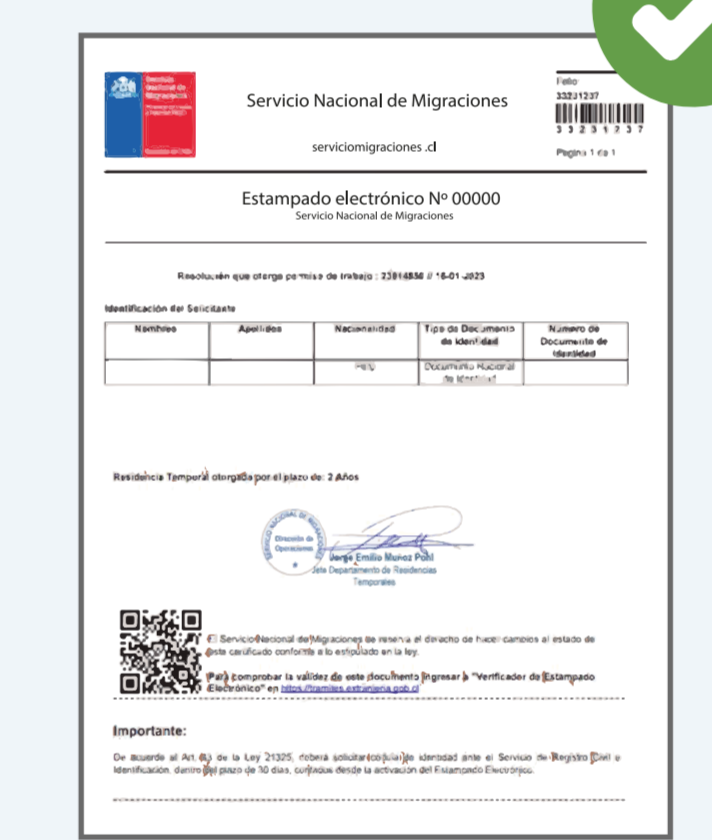 Servicio Nacional de Migraciones
serviciomigraciones .cl
Folio
33231237
3 3 2 3 1 2 3 7
Pagina 1 de 1
Estampado electrónico Nº 00000
Servicio Nacional de Migraciones
Resolución que otorga permiso de trabajo : // 16-01-2023
Identificación del Solicitante
Nombres Apellidos Nacionalidad Tipo de Documento de Identidad Número de Documento de Identidad
Documento Nacional de Identidad
Residencia Temporal otorgada por el plazo de: 2 Años
SERVICIO NACIONAL DE MIGRACIONES
Dirección de
Operaciones
Jorge Emilio Muñoz Pohl
Jefe Departamento de Residencias
Temporales
El Servicio Nacional de Migraciones se reserva el derecho de hacer cambios al estado de
este certificado conforme a lo estipulado en la ley.
Para comprobar la validez de este documento ingresar a "Verificador de Estampado
Electrónico" en https://tramites.extranjeria.gob.cl
Importante:
De acuerdo al Art. 43 de la Ley 21325, deberá solicitar cédula de identidad ante el Servicio de Registro Civil e
Identificación, dentro del plazo de 30 días, contados desde la activación del Estampado Electrónico.